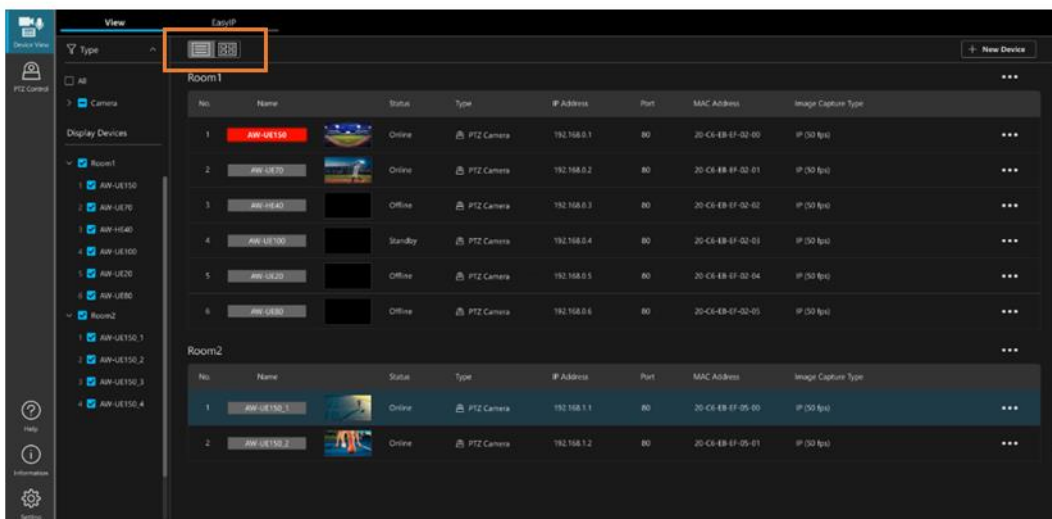 View
EasyIP
Device View
PTZ Control
Type
All
Camera
Display Devices
Room1
1 AW-UE150
2 AW-UE70
3 AW-HE40
4 AW-UE100
5 AW-UE20
6 AW-UE80
Room2
1 AW-UE150_1
2 AW-UE150_2
3 AW-UE150_3
4 AW-UE150_4
Help
Information
Setting
+ New Device
Room1
No. Name Status Type IP Address Port MAC Address Image Capture Type
1 AW-UE150 Online PTZ Camera 192.168.0.1 80 20-C6-EB-EF-02-00 IP (50 fps)
2 AW-UE70 Online PTZ Camera 192.168.0.2 80 20-C6-EB-EF-02-01 IP (50 fps)
3 AW-HE40 Offline PTZ Camera 192.168.0.3 80 20-C6-EB-EF-02-02 IP (50 fps)
4 AW-UE100 Standby PTZ Camera 192.168.0.4 80 20-C6-EB-EF-02-03 IP (50 fps)
5 AW-UE20 Offline PTZ Camera 192.168.0.5 80 20-C6-EB-EF-02-04 IP (50 fps)
6 AW-UE80 Offline PTZ Camera 192.168.0.6 80 20-C6-EB-EF-02-05 IP (50 fps)
Room2
No. Name Status Type IP Address Port MAC Address Image Capture Type
1 AW-UE150_1 Online PTZ Camera 192.168.1.1 80 20-C6-EB-EF-05-00 IP (50 fps)
2 AW-UE150_2 Online PTZ Camera 192.168.1.2 80 20-C6-EB-EF-05-01 IP (50 fps)